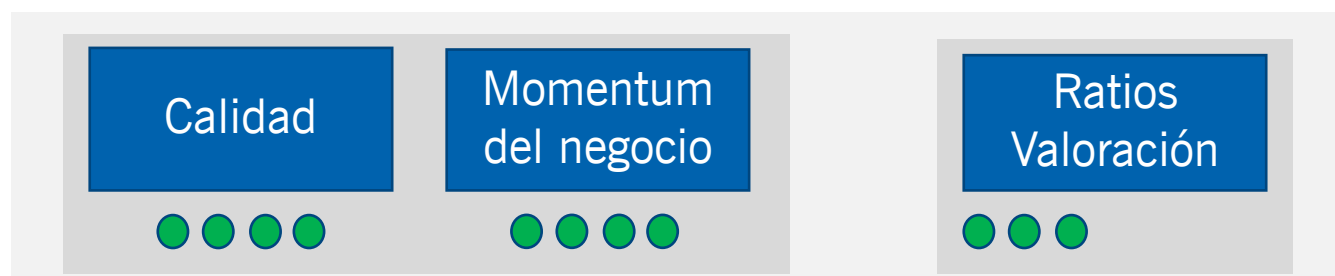 Calidad
Momentum
del negocio
Ratios
Valoración